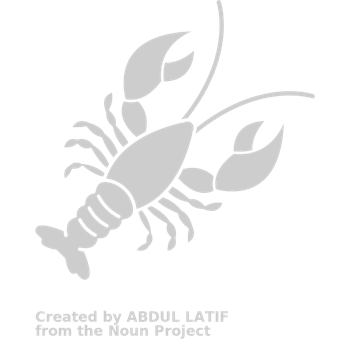 Created by ABDUL LATIF
from the Noun Project